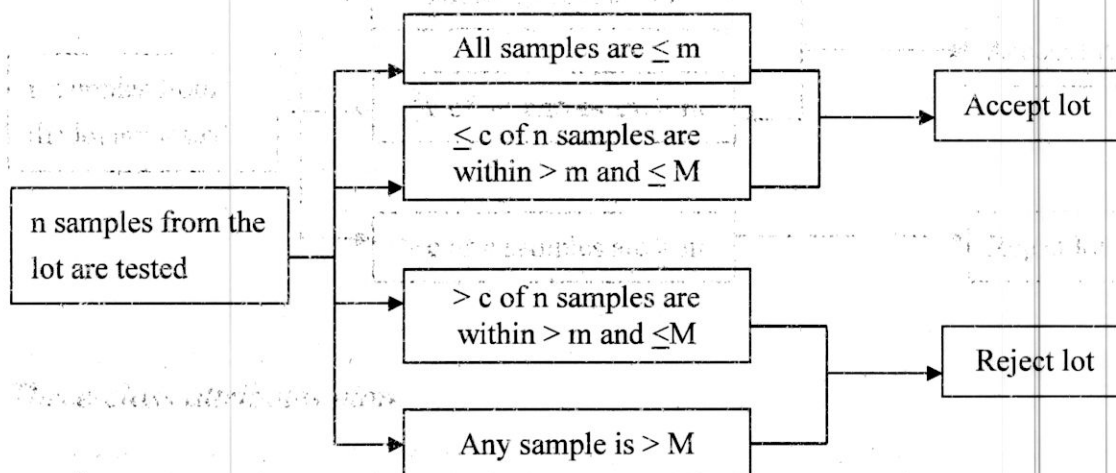 All samples are ≤ m
≤ c of n samples are
within > m and ≤ M
Accept lot
n samples from the
lot are tested
> c of n samples are
within > m and ≤M
Reject lot
Any sample is > M